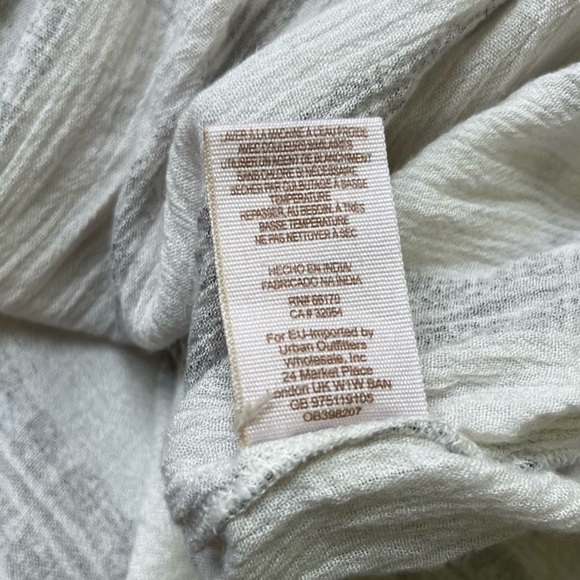 LAVER À LA MACHINE À L'EAU FROIDE
AVEC COULEURS SIMILAIRES
UTILISER UN AGENT DE BLANCHIMENT
SANS CHLORE SI NÉCESSAIRE
SÉCHER PAR CULBUTAGE À BASSE
TEMPÉRATURE
REPASSER, AU BESOIN À TRÈS
BASSE TEMPÉRATURE
NE PAS NETTOYER À SEC
HECHO EN INDIA/
FABRICADO NA ÍNDIA
RN# 66170
CA# 32054
For EU-Imported by
Urban Outfitters
Wholesale, Inc
24 Market Place
London UK W1W 8AN
GB 975119105
OB398207